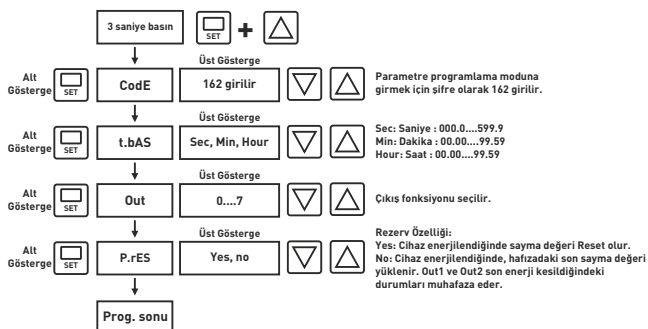 3 saniye basın
SET
+
Üst Gösterge
Alt Gösterge
SET
CodE
162 girilir
Parametre programlama moduna
girmek için şifre olarak 162 girilir.
Üst Gösterge
Alt Gösterge
SET
t.bAS
Sec, Min, Hour
Sec: Saniye : 000.0....599.9
Min: Dakika : 00.00....99.59
Hour: Saat : 00.00....99.59
Üst Gösterge
Alt Gösterge
SET
Out
0....7
Çıkış fonksiyonu seçilir.
Üst Gösterge
Alt Gösterge
SET
P.rES
Yes, no
Rezerv Özelliği:
Yes: Cihaz enerjilendiğinde sayma değeri Reset olur.
No: Cihaz enerjilendiğinde, hafızadaki son sayma değeri
yüklenir. Out1 ve Out2 son enerji kesildiğindeki
durumları muhafaza eder.
Prog. sonu